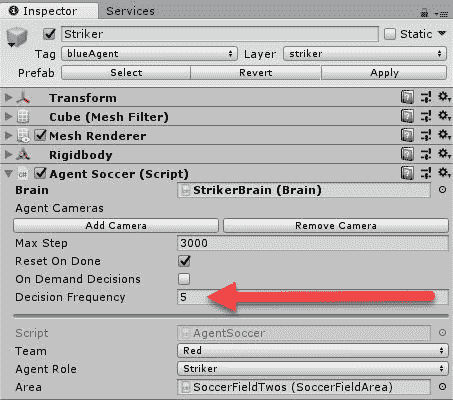 Inspector Services
Striker Static
Tag blueAgent Layer striker
Prefab Select Revert Apply
Transform
Cube (Mesh Filter)
Mesh Renderer
Rigidbody
Agent Soccer (Script)
Brain StrikerBrain (Brain)
Agent Cameras
Add Camera Remove Camera
Max Step 3000
Reset On Done
On Demand Decisions
Decision Frequency 5
Script AgentSoccer
Team Red
Agent Role Striker
Area SoccerFieldTwos (SoccerFieldArea)